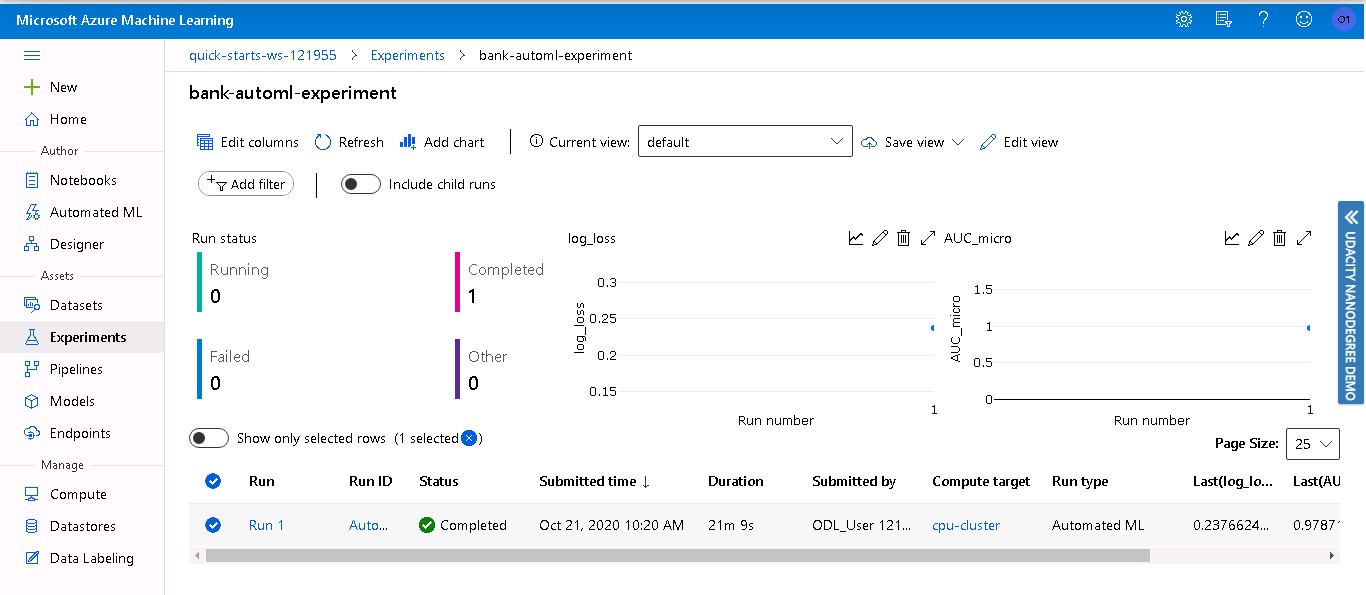 Microsoft Azure Machine Learning
O1
quick-starts-ws-121955 > Experiments > bank-automl-experiment
New
Home
Author
Notebooks
Automated ML
Designer
Assets
Datasets
Experiments
Pipelines
Models
Endpoints
Manage
Compute
Datastores
Data Labeling
bank-automl-experiment
Edit columns Refresh Add chart Current view: default Save view Edit view
Add filter Include child runs
Run status
Running
0
Completed
1
Failed
0
Other
0
log_loss
log_loss
0.3
0.25
0.2
0.15
1
Run number
AUC_micro
AUC_micro
1.5
1
0.5
0
1
Run number
UDACITY NANODEGREE DEMO
Show only selected rows (1 selected )
Page Size: 25
Run Run ID Status Submitted time ↓ Duration Submitted by Compute target Run type Last(log_lo... Last(AU
Run 1 Auto... Completed Oct 21, 2020 10:20 AM 21m 9s ODL_User 121... cpu-cluster Automated ML 0.2376624... 0.9787